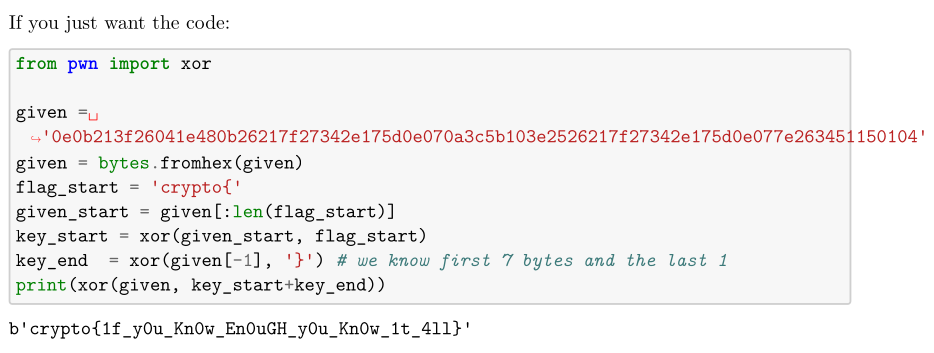 If you just want the code:
from pwn import xor
given =␣
↪'0e0b213f26041e480b26217f27342e175d0e070a3c5b103e2526217f27342e175d0e077e263451150104'
given = bytes.fromhex(given)
flag_start = 'crypto{'
given_start = given[:len(flag_start)]
key_start = xor(given_start, flag_start)
key_end  = xor(given[-1], '}') # we know first 7 bytes and the last 1
print(xor(given, key_start+key_end))
b'crypto{1f_y0u_Kn0w_En0uGH_y0u_Kn0w_1t_4ll}'